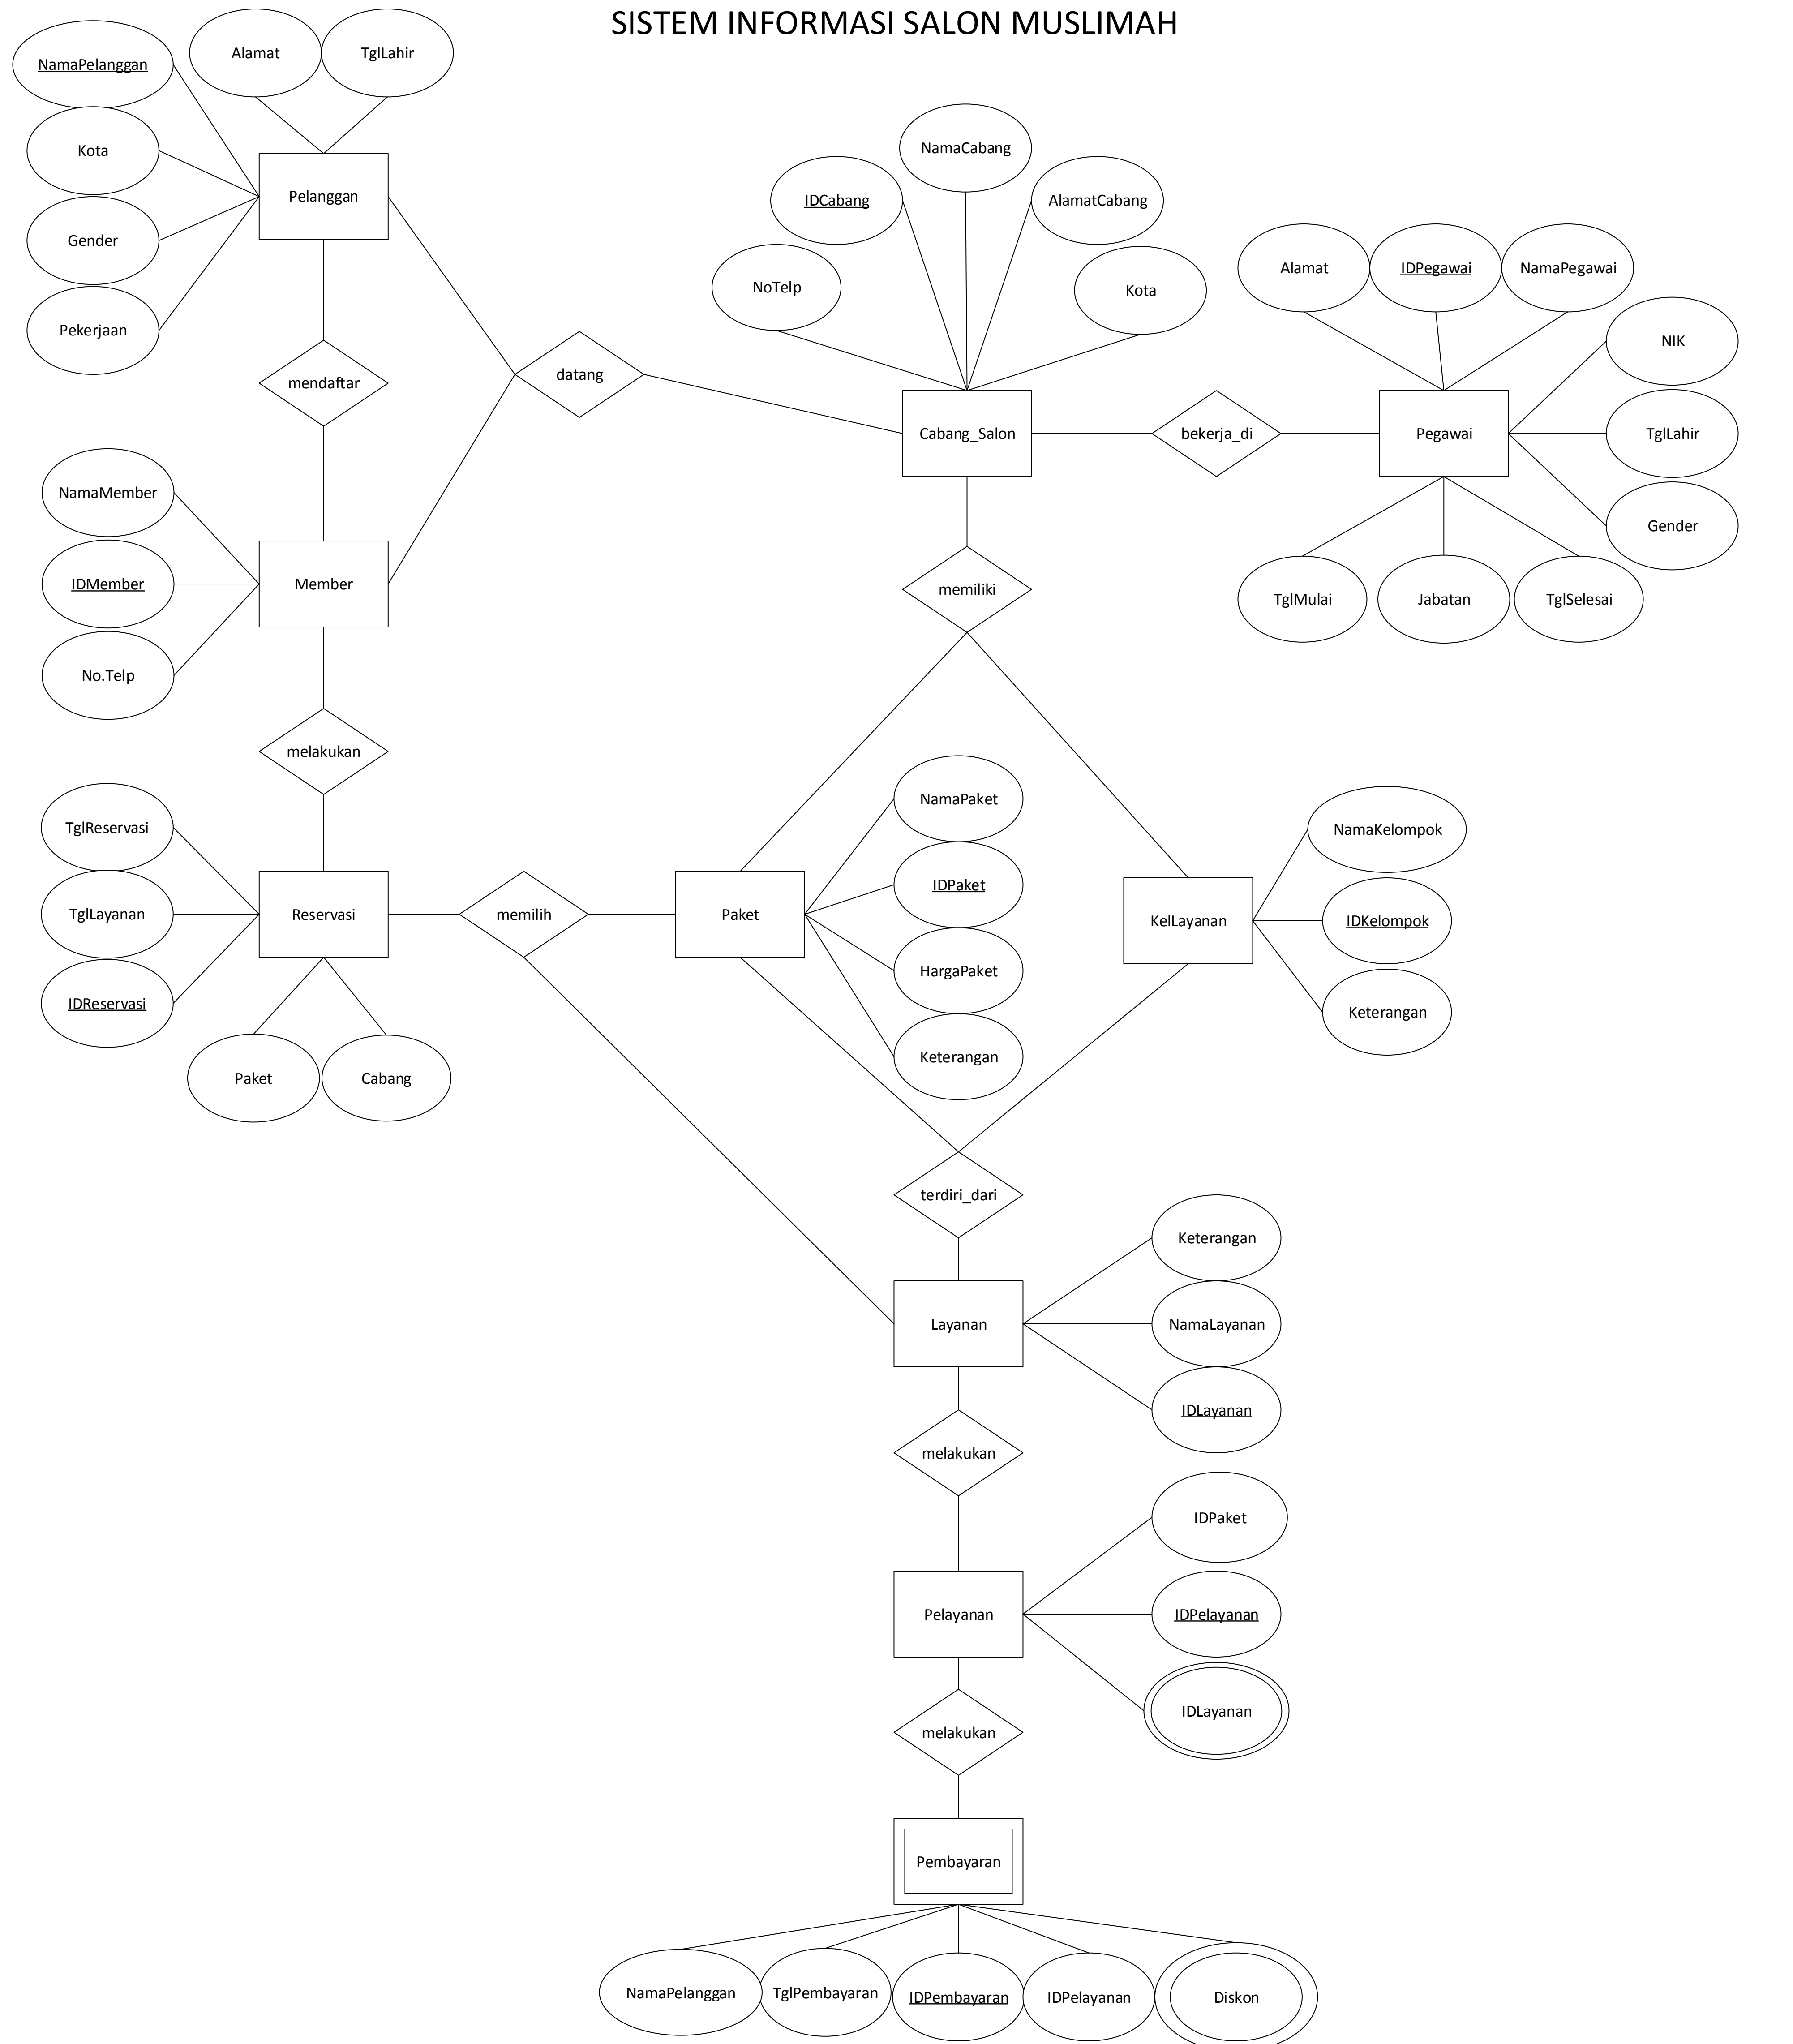 SISTEM INFORMASI SALON MUSLIMAH
NamaPelanggan
Alamat
TglLahir
Kota
Gender
Pekerjaan
Pelanggan
mendaftar
datang
NamaCabang
IDCabang
AlamatCabang
NoTelp
Kota
Cabang_Salon
bekerja_di
Pegawai
Alamat
IDPegawai
NamaPegawai
NIK
TglLahir
Gender
TglMulai
Jabatan
TglSelesai
memiliki
NamaMember
IDMember
No.Telp
Member
melakukan
TglReservasi
TglLayanan
IDReservasi
Reservasi
Paket
Cabang
memilih
Paket
NamaPaket
IDPaket
HargaPaket
Keterangan
KelLayanan
NamaKelompok
IDKelompok
Keterangan
terdiri_dari
Layanan
Keterangan
NamaLayanan
IDLayanan
melakukan
Pelayanan
IDPaket
IDPelayanan
IDLayanan
melakukan
Pembayaran
NamaPelanggan
TglPembayaran
IDPembayaran
IDPelayanan
Diskon